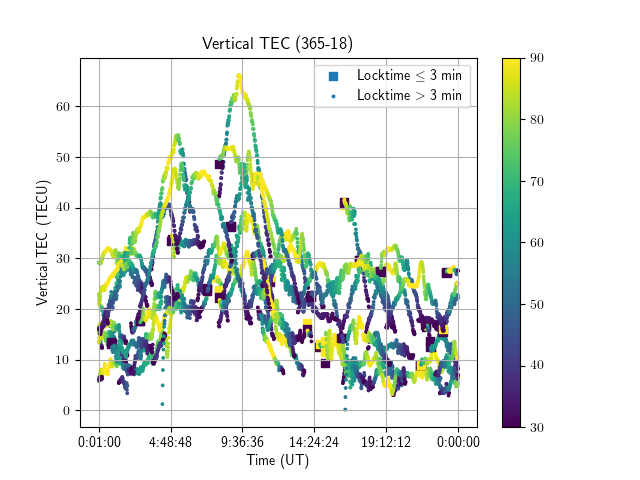 Vertical TEC (365-18)
Locktime ≤ 3 min
Locktime > 3 min
Vertical TEC (TECU)
60
50
40
30
20
10
0
0:01:00 4:48:48 9:36:36 14:24:24 19:12:12 0:00:00
Time (UT)
90
80
70
60
50
40
30